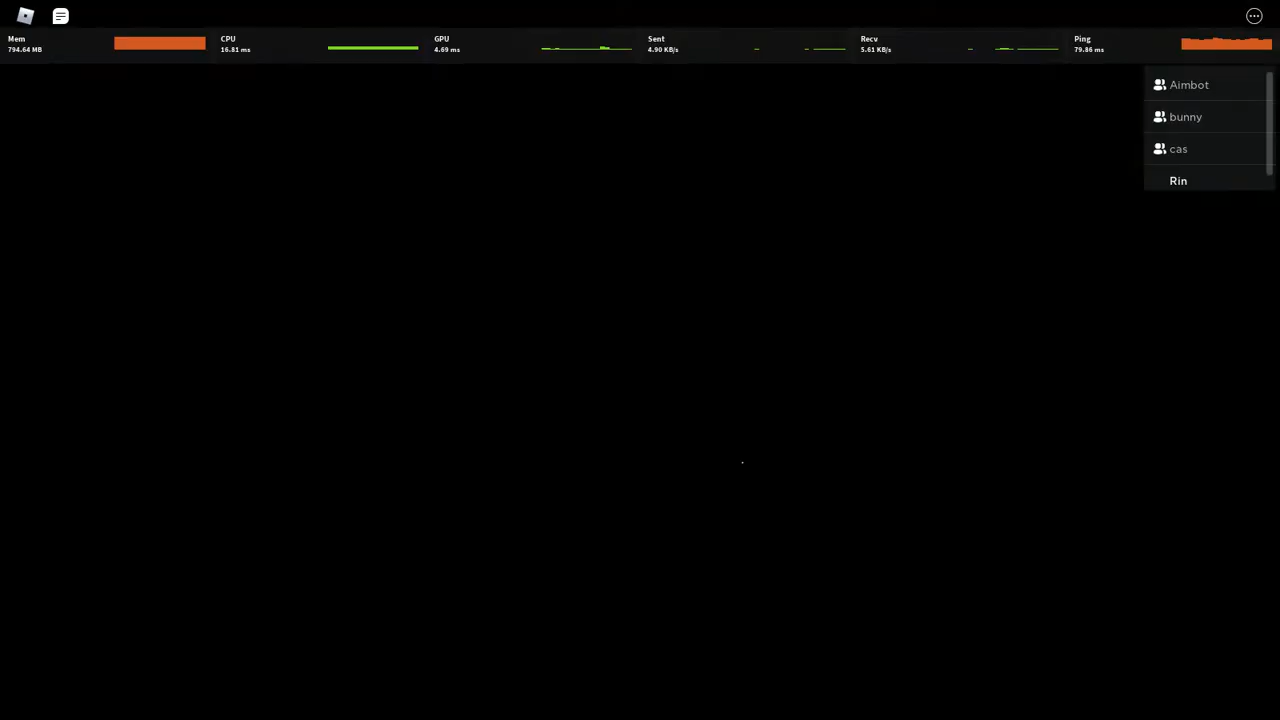 Mem
794.64 MB
CPU
16.81 ms
GPU
4.69 ms
Sent
4.90 KB/s
Recv
5.61 KB/s
Ping
79.86 ms
Aimbot
bunny
cas
Rin